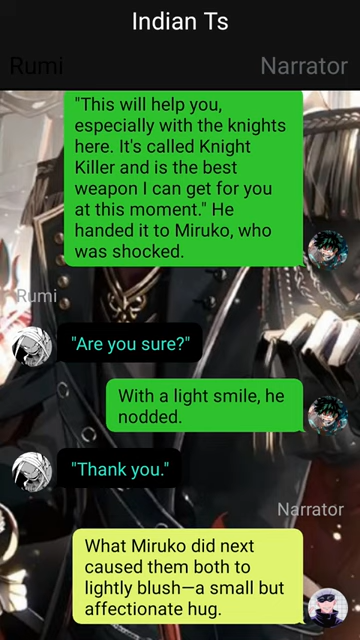 Indian Ts
Rumi
Narrator
"This will help you,
especially with the knights
here. It's called Knight
Killer and is the best
weapon I can get for you
at this moment." He
handed it to Miruko, who
was shocked.
Rumi
"Are you sure?"
With a light smile, he
nodded.
"Thank you."
Narrator
What Miruko did next
caused them both to
lightly blush—a small but
affectionate hug.